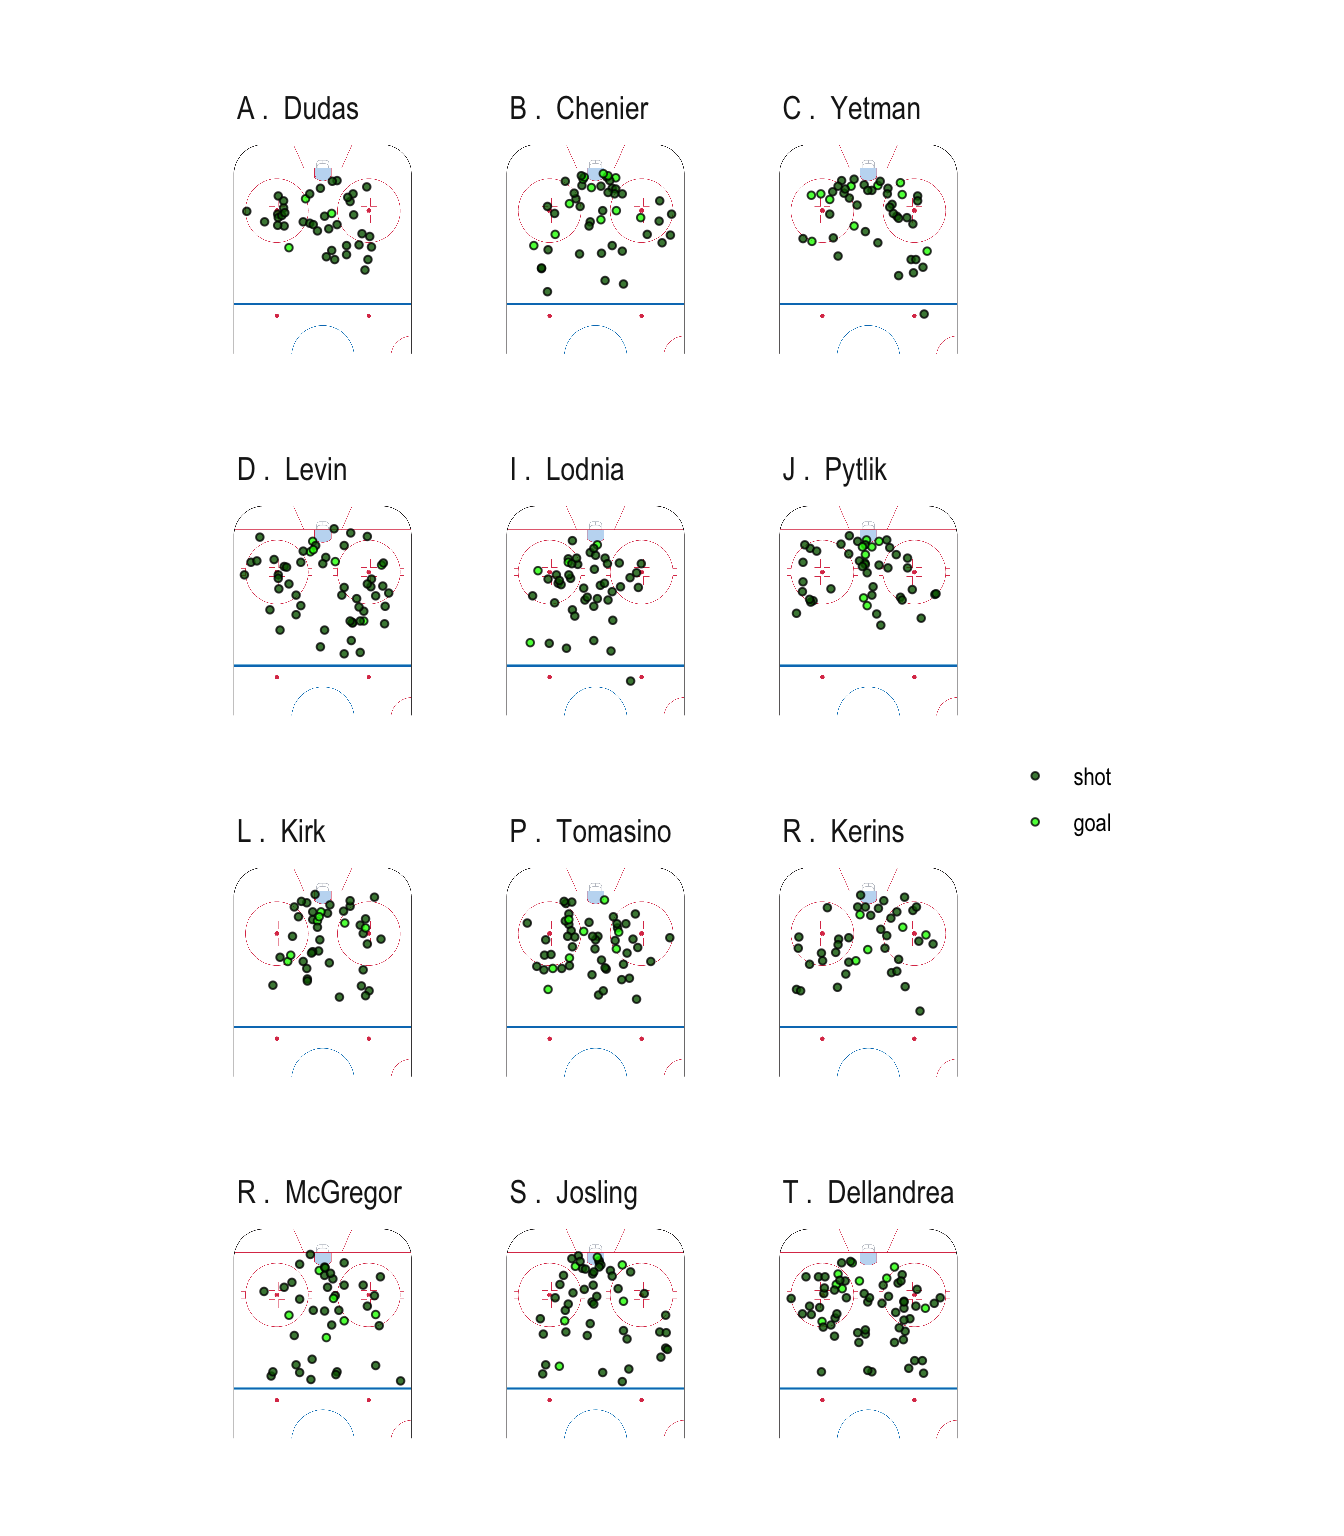 A . Dudas
B . Chenier
C . Yetman
D . Levin
I . Lodnia
J . Pytlik
shot
goal
L . Kirk
P . Tomasino
R . Kerins
R . McGregor
S . Josling
T . Dellandrea